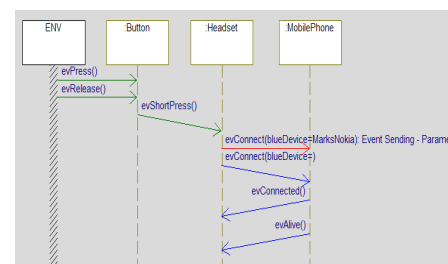 ENV
:Button
:Headset
:MobilePhone
evPress()
evRelease()
evShortPress()
evConnect(blueDevice=MarksNokia): Event Sending - Parame
evConnect(blueDevice=)
evConnected()
evAlive()